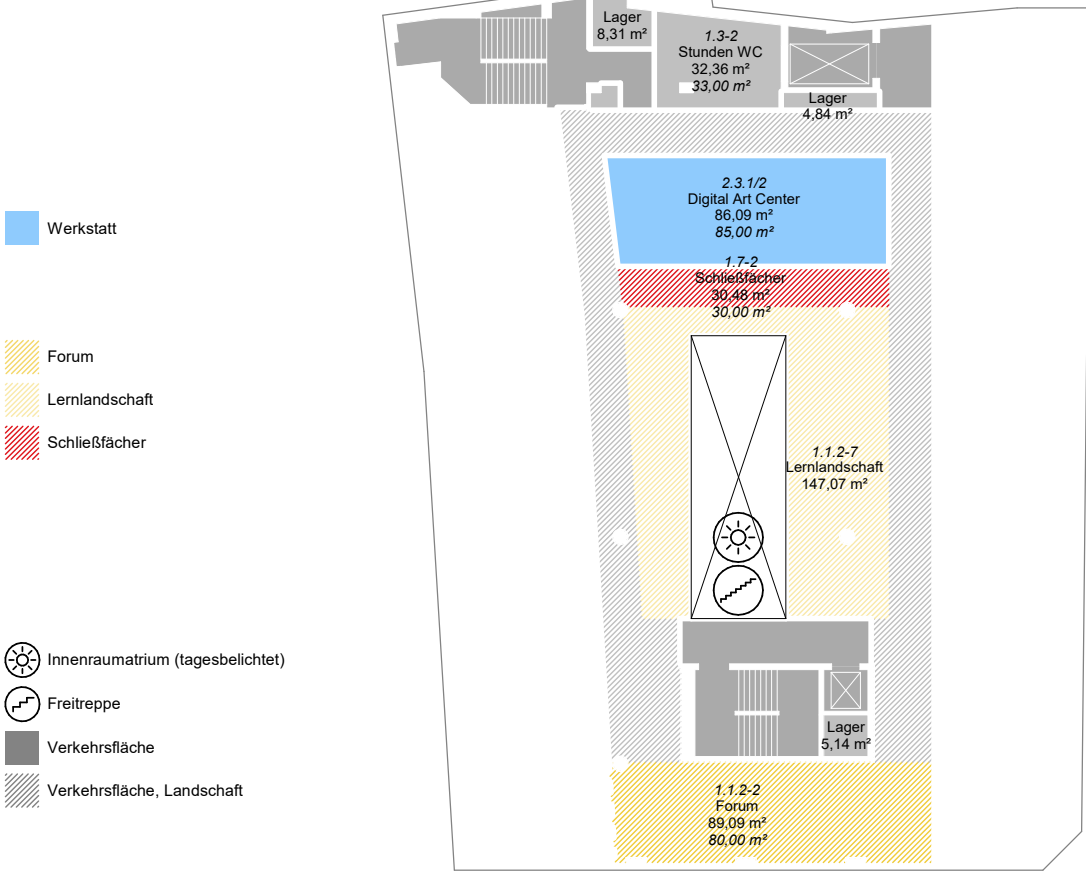 Lager
8,31 m²
1.3-2
Stunden WC
32,36 m²
33,00 m²
Lager
4,84 m²
2.3.1/2
Digital Art Center
86,09 m²
85,00 m²
1.7-2
Schließfächer
30,48 m²
30,00 m²
1.1.2-7
Lernlandschaft
147,07 m²
Lager
5,14 m²
1.1.2-2
Forum
89,09 m²
80,00 m²
Werkstatt
Forum
Lernlandschaft
Schließfächer
Innenraumatrium (tagesbelichtet)
Freitreppe
Verkehrsfläche
Verkehrsfläche, Landschaft